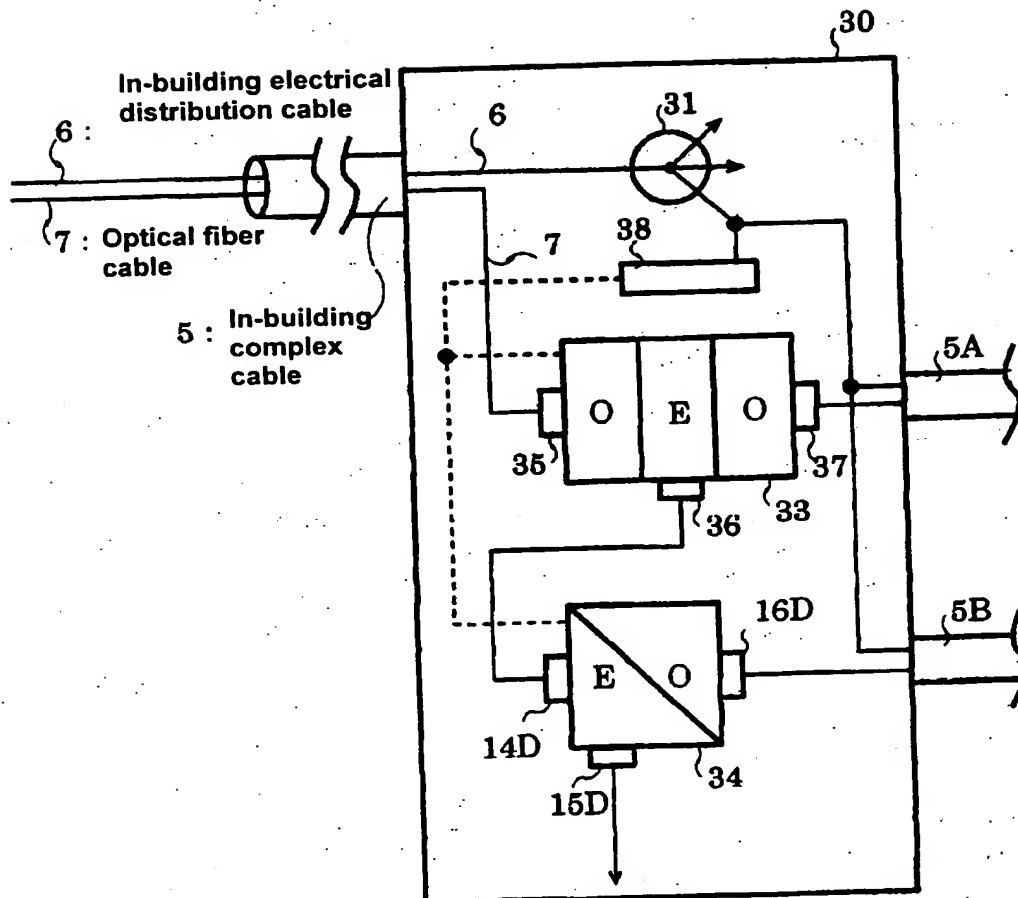 30
In-building electrical
distribution cable
6 :
6
31
7 : Optical fiber
cable
7
38
5 : In-building
complex
cable
5A
O E O
35
37
36
33
16D
5B
E O
14D
34
15D